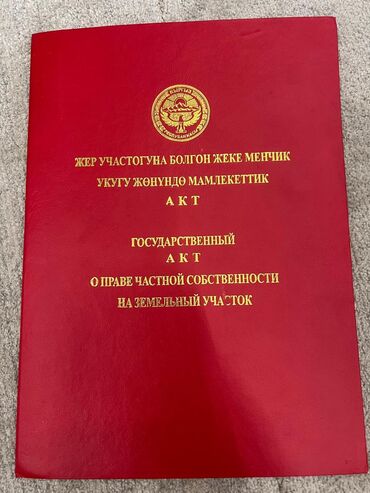 ЖЕР УЧАСТОГУНА БОЛГОН ЖЕКЕ МЕНЧИК
УКУГУ ЖӨНҮНДӨ МАМЛЕКЕТТИК
АКТ
ГОСУДАРСТВЕННЫЙ
АКТ
О ПРАВЕ ЧАСТНОЙ СОБСТВЕННОСТИ
НА ЗЕМЕЛЬНЫЙ УЧАСТОК